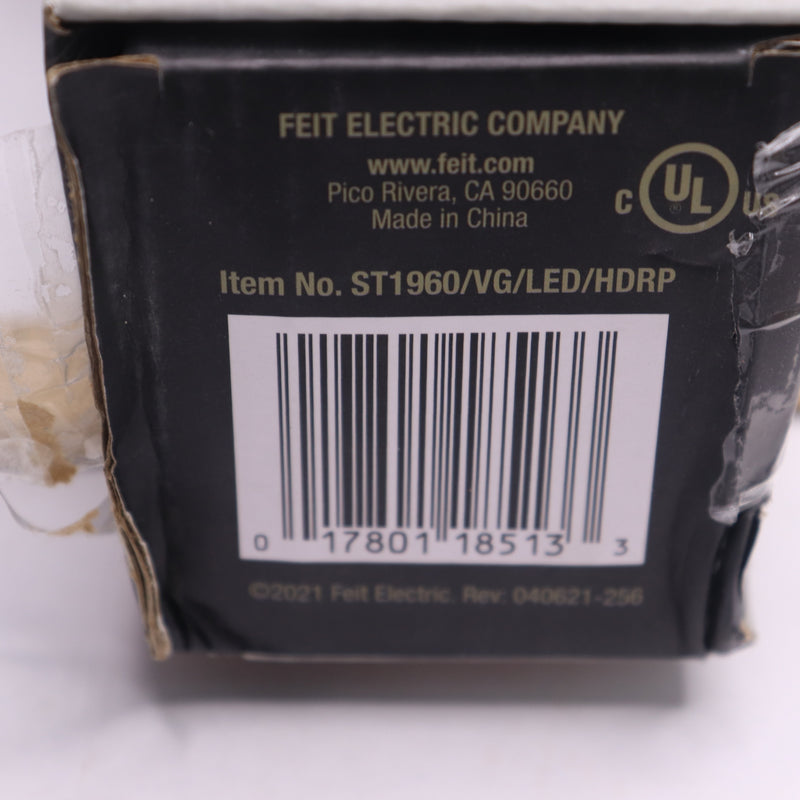 FEIT ELECTRIC COMPANY
www.feit.com
Pico Rivera, CA 90660
Made in China
C UL ® US
Item No. ST1960/VG/LED/HDRP
0 17801 18513 3
©2021 Feit Electric. Rev: 040621-256